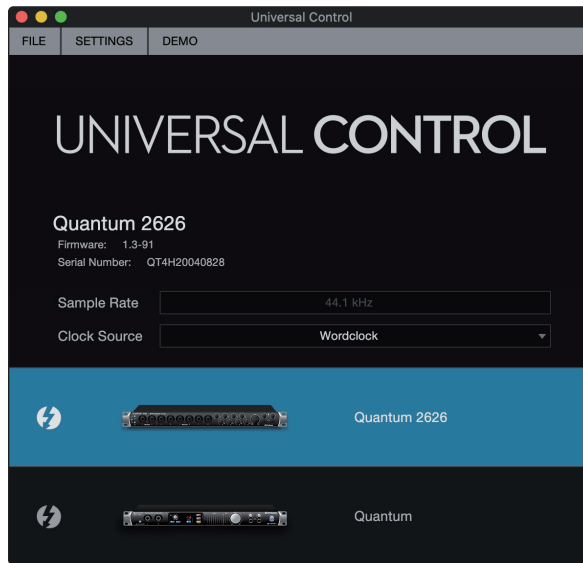 Universal Control
FILE SETTINGS DEMO
UNIVERSAL CONTROL
Quantum 2626
Firmware: 1.3-91
Serial Number: QT4H20040828
Sample Rate 44.1 kHz
Clock Source Wordclock
Quantum 2626
Quantum